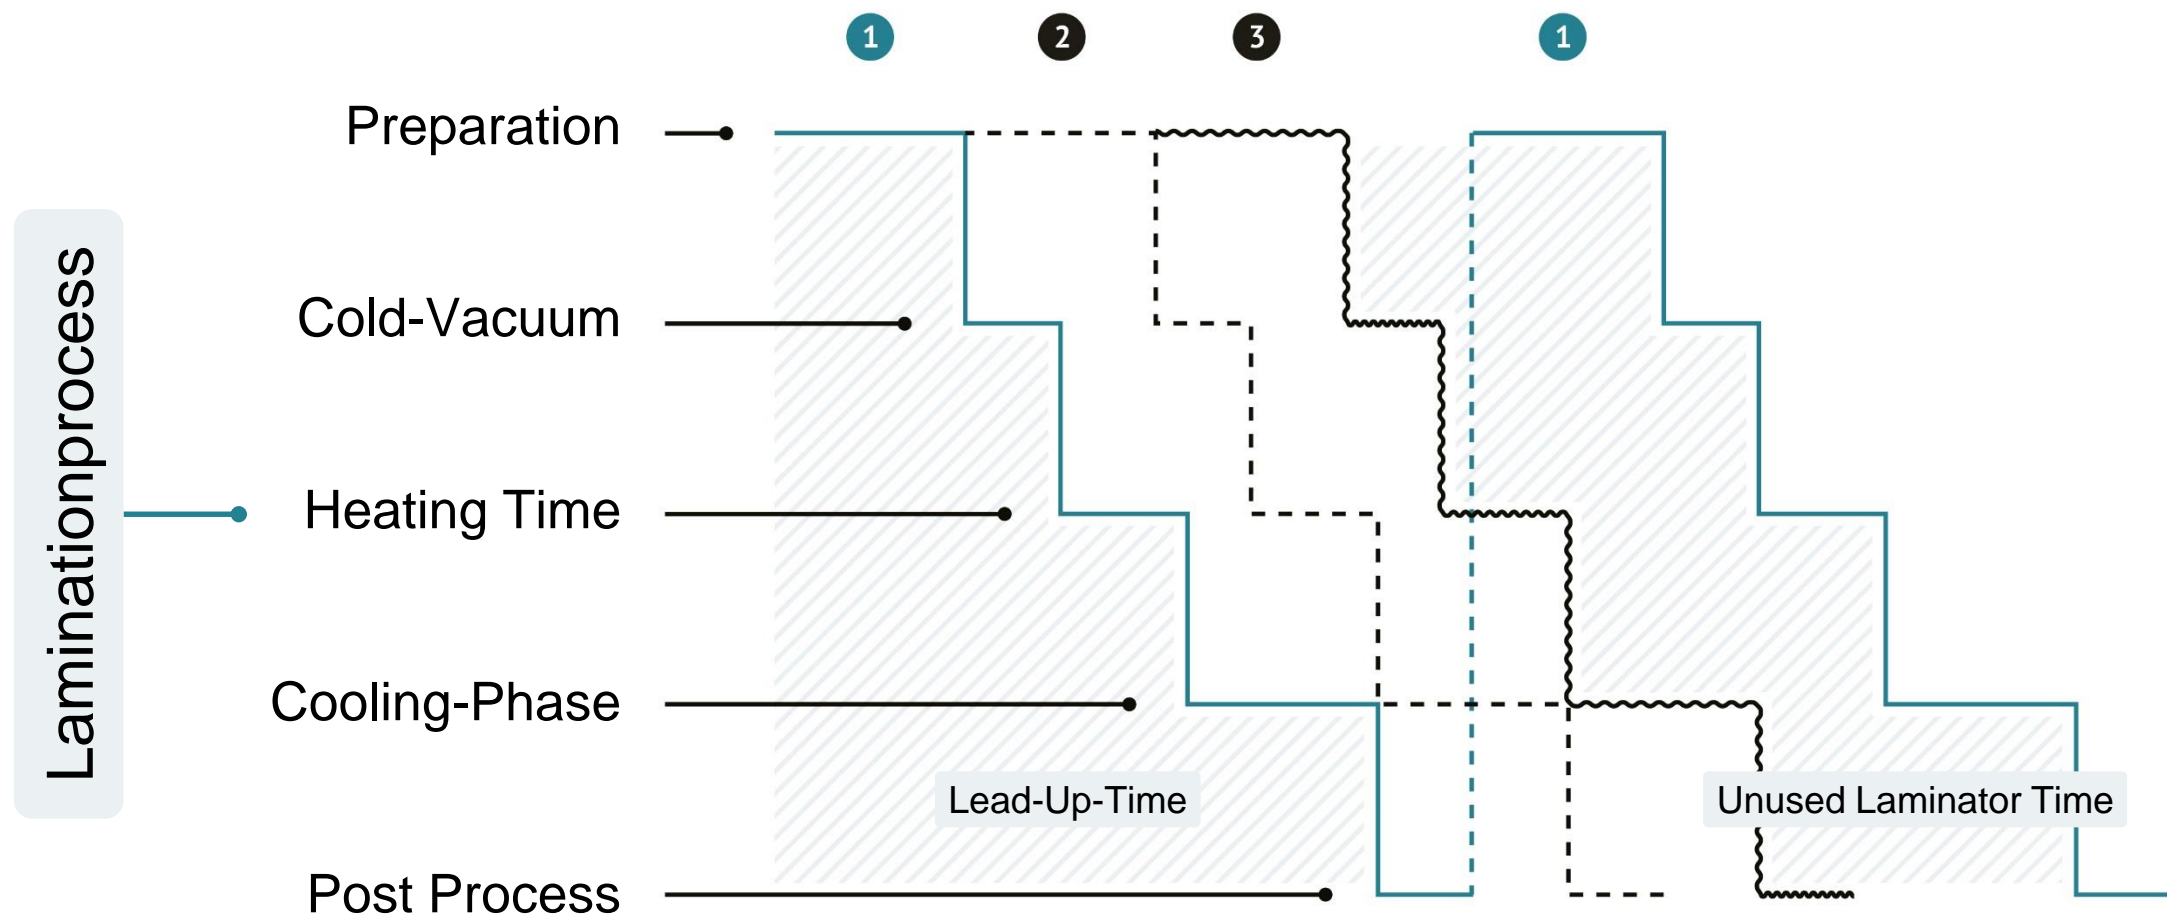 1 2 3 1
Preparation
Cold-Vacuum
Laminationprocess
Heating Time
Cooling-Phase
Lead-Up-Time
Unused Laminator Time
Post Process